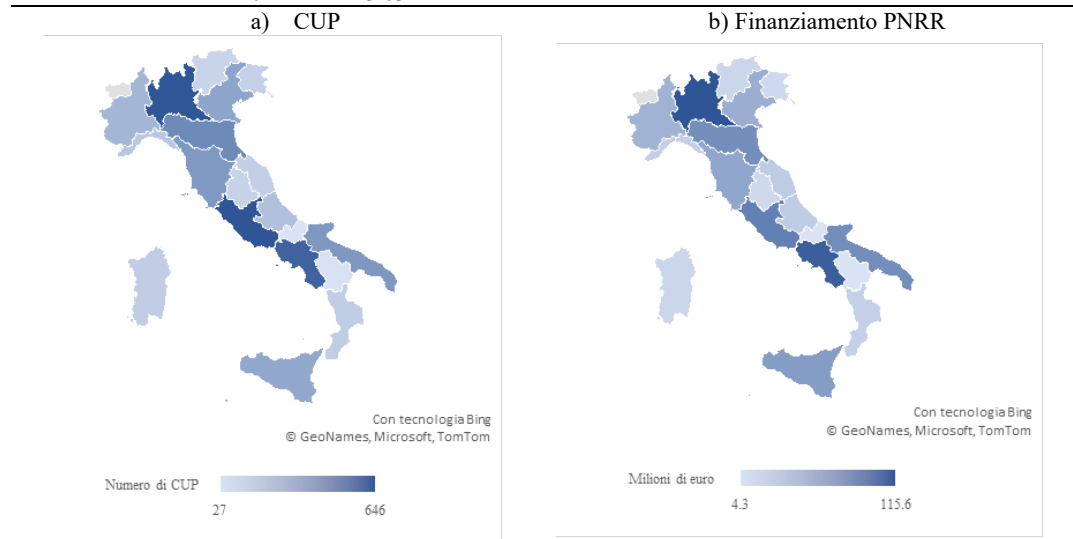 a) CUP
b) Finanziamento PNRR
Con tecnologia Bing
© GeoNames, Microsoft, TomTom
Con tecnologia Bing
© GeoNames, Microsoft, TomTom
Numero di CUP
27
646
Milioni di euro
4.3
115.6